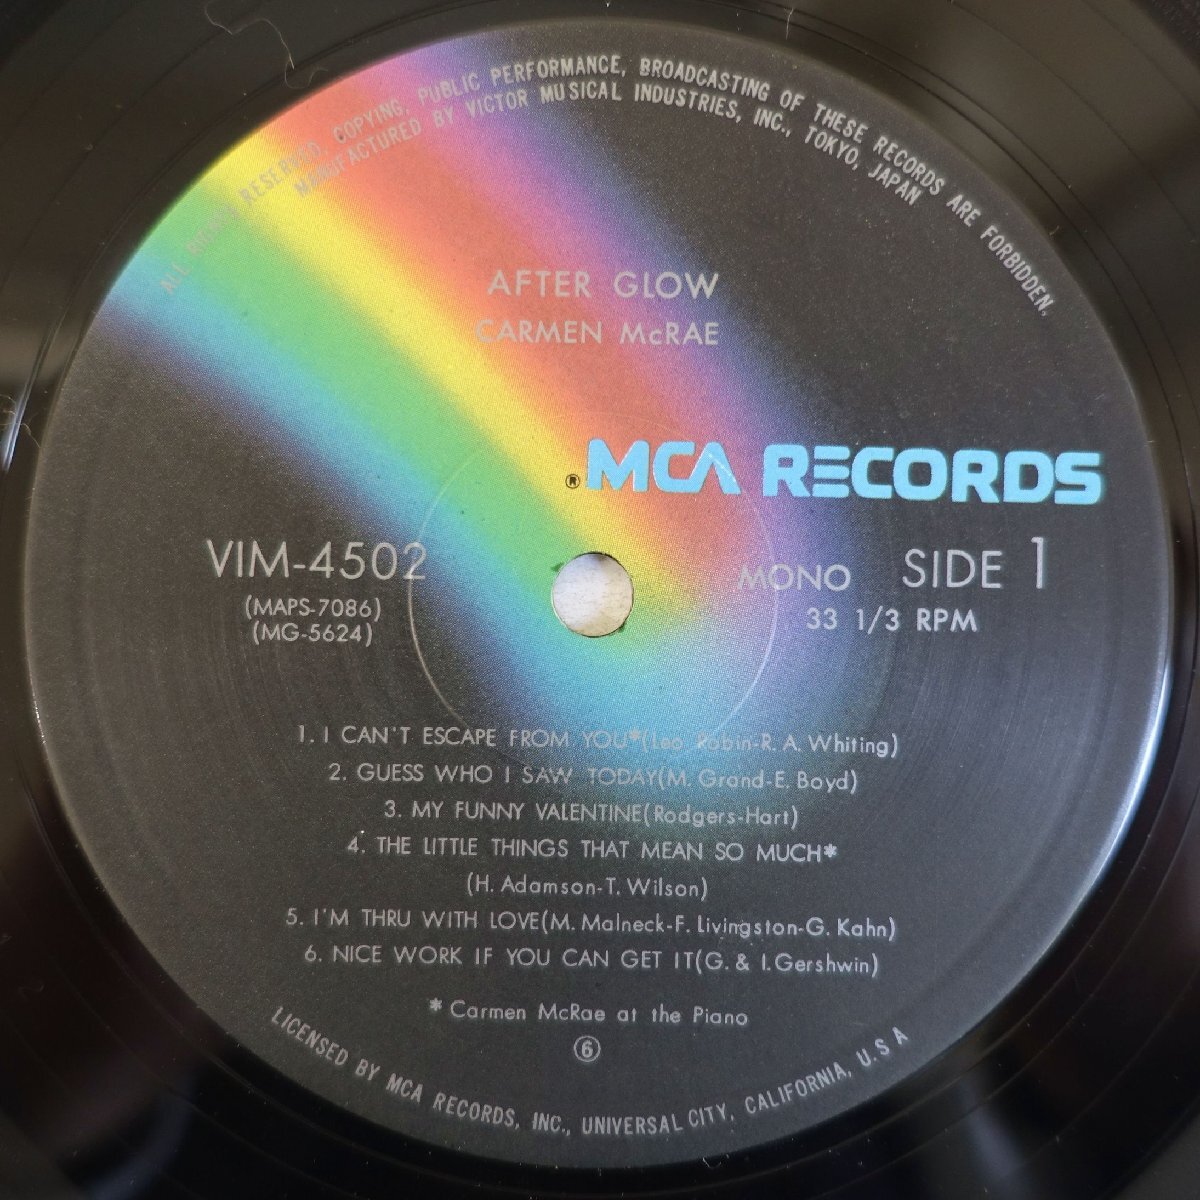 ALL RIGHTS RESERVED, COPYING, PUBLIC PERFORMANCE, BROADCASTING OF THESE RECORDS ARE FORBIDDEN.
MANUFACTURED BY VICTOR MUSICAL INDUSTRIES, INC., TOKYO, JAPAN
AFTER GLOW
CARMEN McRAE
® MCA RECORDS
VIM-4502
(MAPS-7086)
(MG-5624)
MONO SIDE 1
33 1/3 RPM
1. I CAN'T ESCAPE FROM YOU*(Leo Robin-R. A. Whiting)
2. GUESS WHO I SAW TODAY(M. Grand-E. Boyd)
3. MY FUNNY VALENTINE(Rodgers-Hart)
4. THE LITTLE THINGS THAT MEAN SO MUCH*
(H. Adamson-T. Wilson)
5. I'M THRU WITH LOVE(M. Malneck-F. Livingston-G. Kahn)
6. NICE WORK IF YOU CAN GET IT(G. & I.Gershwin)
* Carmen McRae at the Piano
⑥
LICENSED BY MCA RECORDS, INC., UNIVERSAL CITY, CALIFORNIA, U.S A